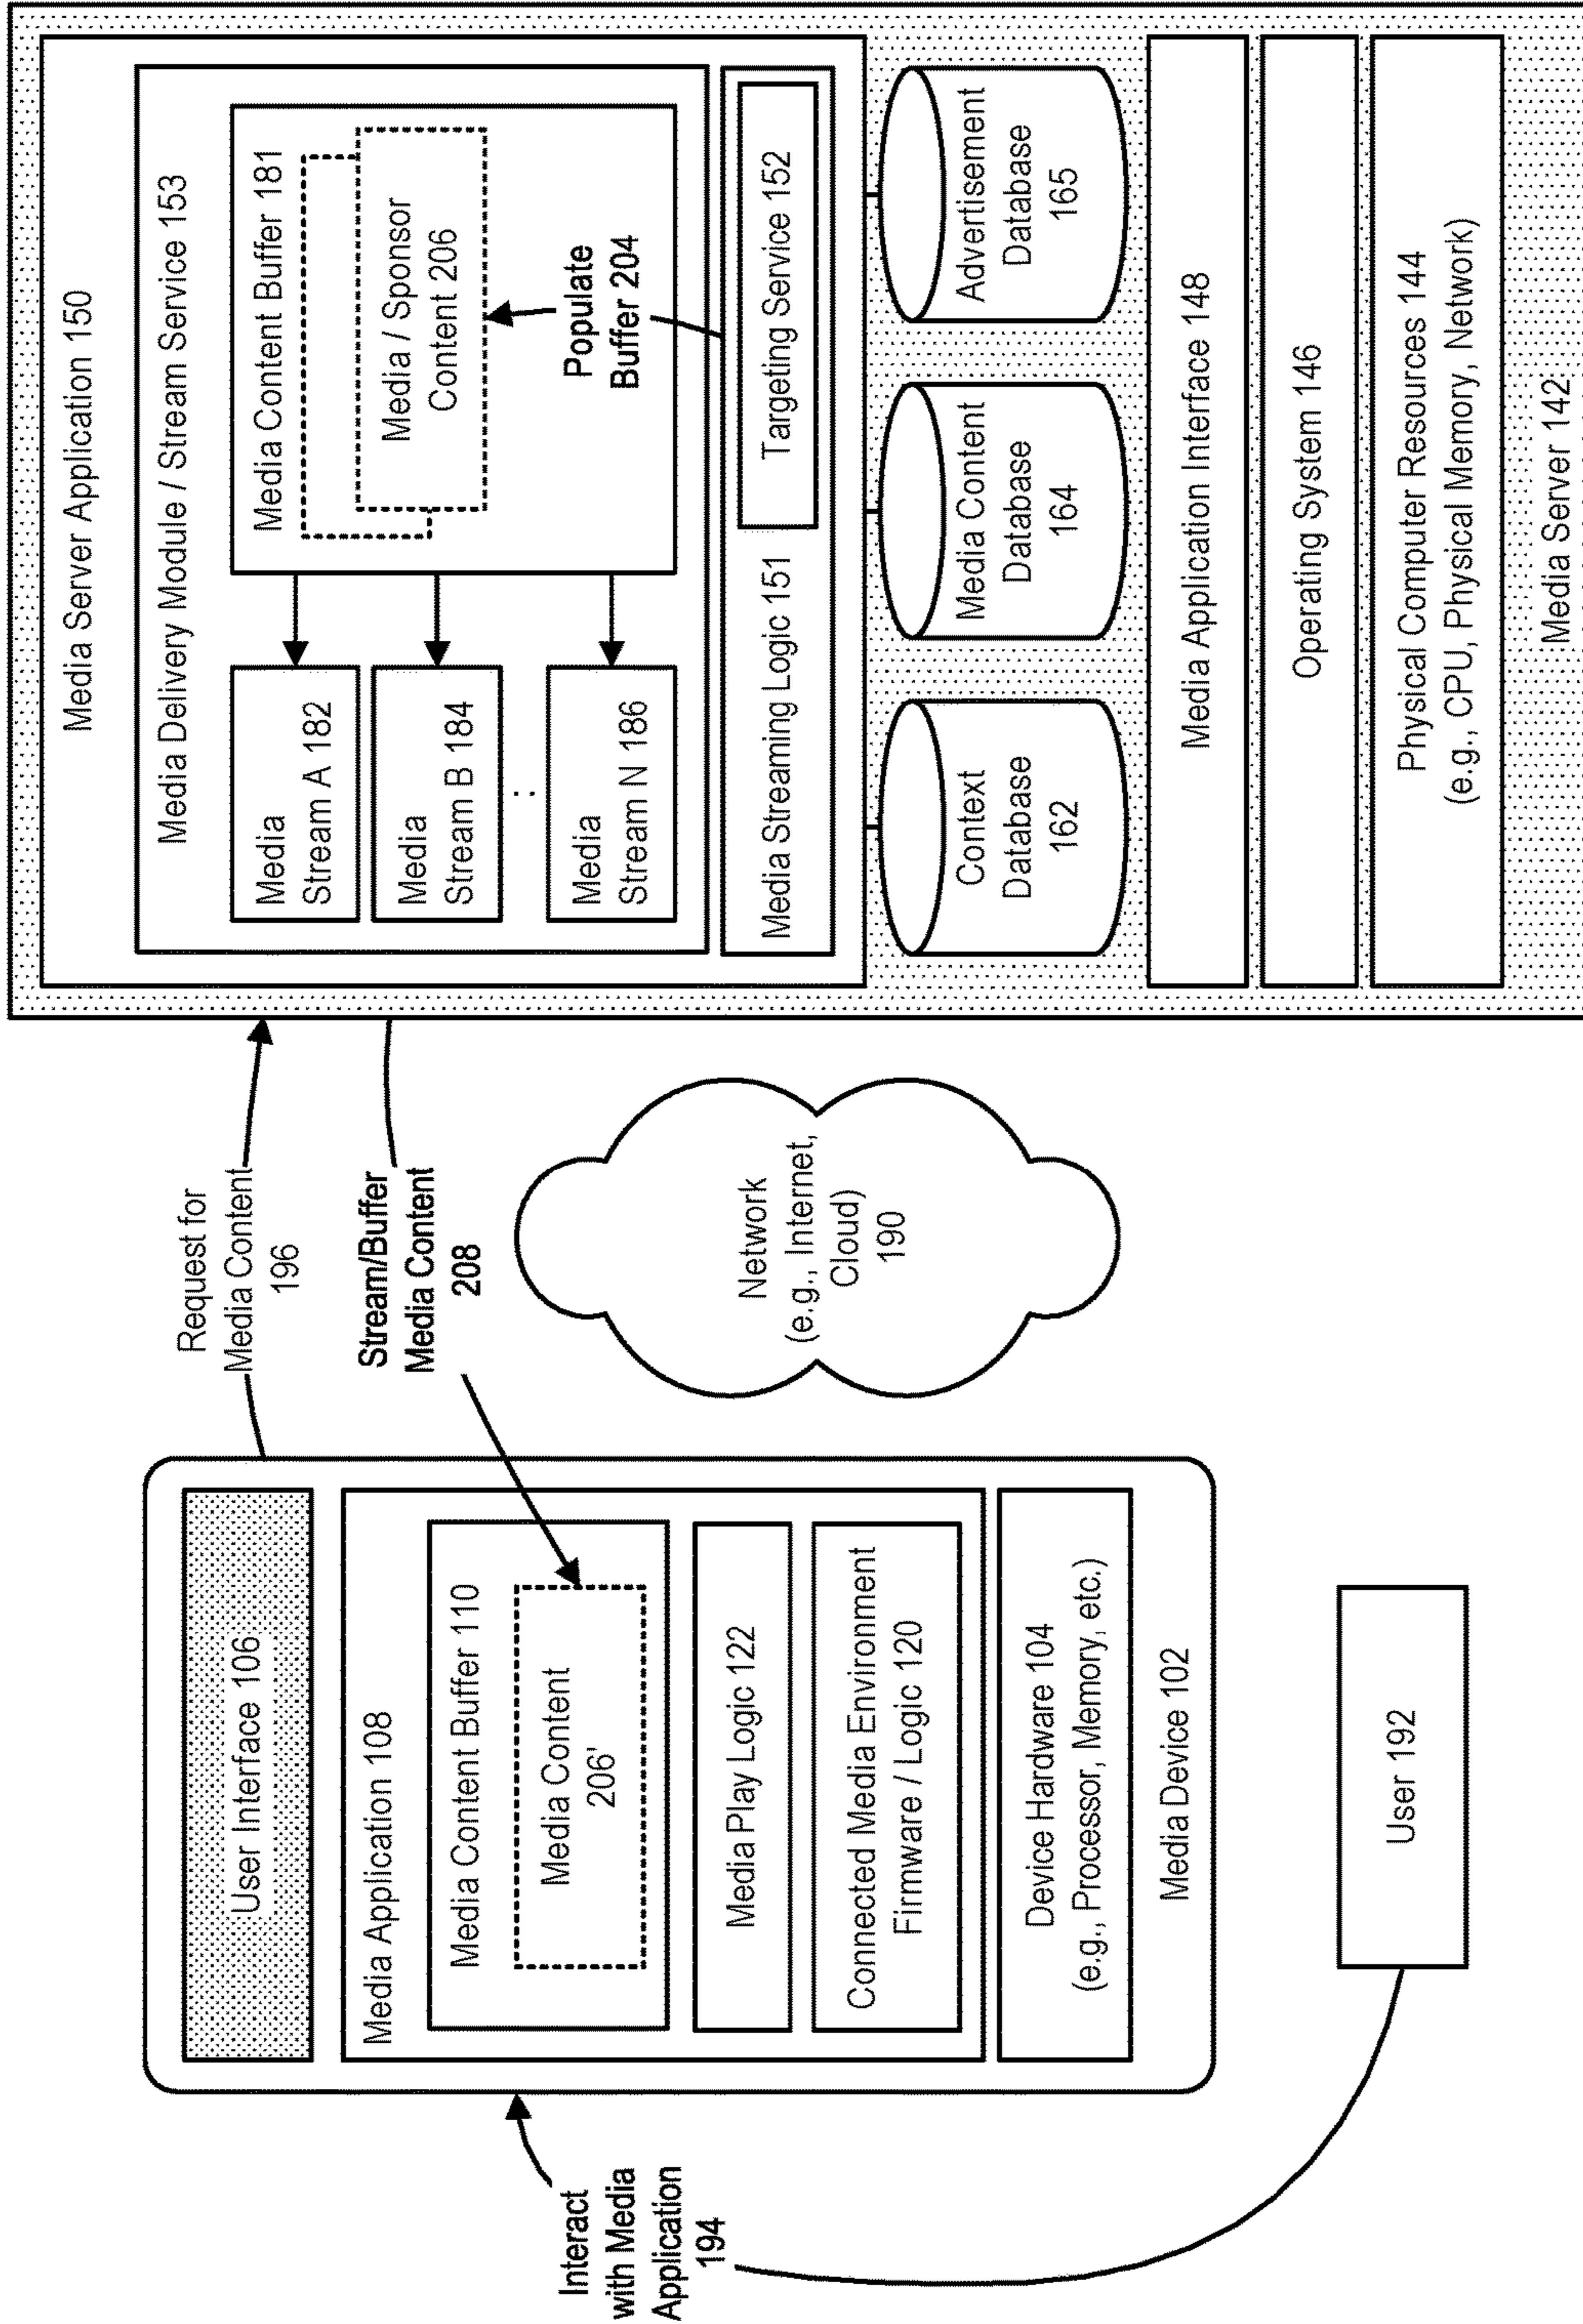 Interact
with Media
Application
194
User Interface 106
Media Application 108
Media Content Buffer 110
Media Content
206'
Media Play Logic 122
Connected Media Environment
Firmware / Logic 120
Device Hardware 104
(e.g., Processor, Memory, etc.)
Media Device 102
User 192
Request for
Media Content
196
Stream/Buffer
Media Content
208
Network
(e.g., Internet,
Cloud)
190
Media Server Application 150
Media Delivery Module / Stream Service 153
Media
Stream A 182
Media
Stream B 184
..
Media
Stream N 186
Media Content Buffer 181
Media / Sponsor
Content 206
Populate
Buffer 204
Media Streaming Logic 151
Targeting Service 152
Context
Database
162
Media Content
Database
164
Advertisement
Database
165
Media Application Interface 148
Operating System 146
Physical Computer Resources 144
(e.g., CPU, Physical Memory, Network)
Media Server 142